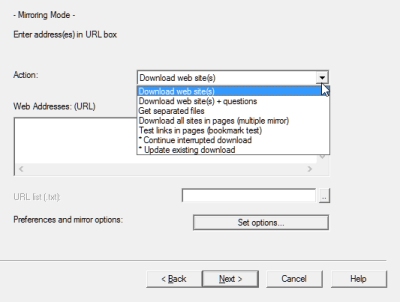 - Mirroring Mode -
Enter address(es) in URL box
Action:
Download web site(s)
Download web site(s)
Download web site(s) + questions
Get separated files
Download all sites in pages (multiple mirror)
Test links in pages (bookmark test)
* Continue interrupted download
* Update existing download
Web Addresses: (URL)
URL list (.txt):
..
Preferences and mirror options:
Set options...
< Back
Next >
Cancel
Help